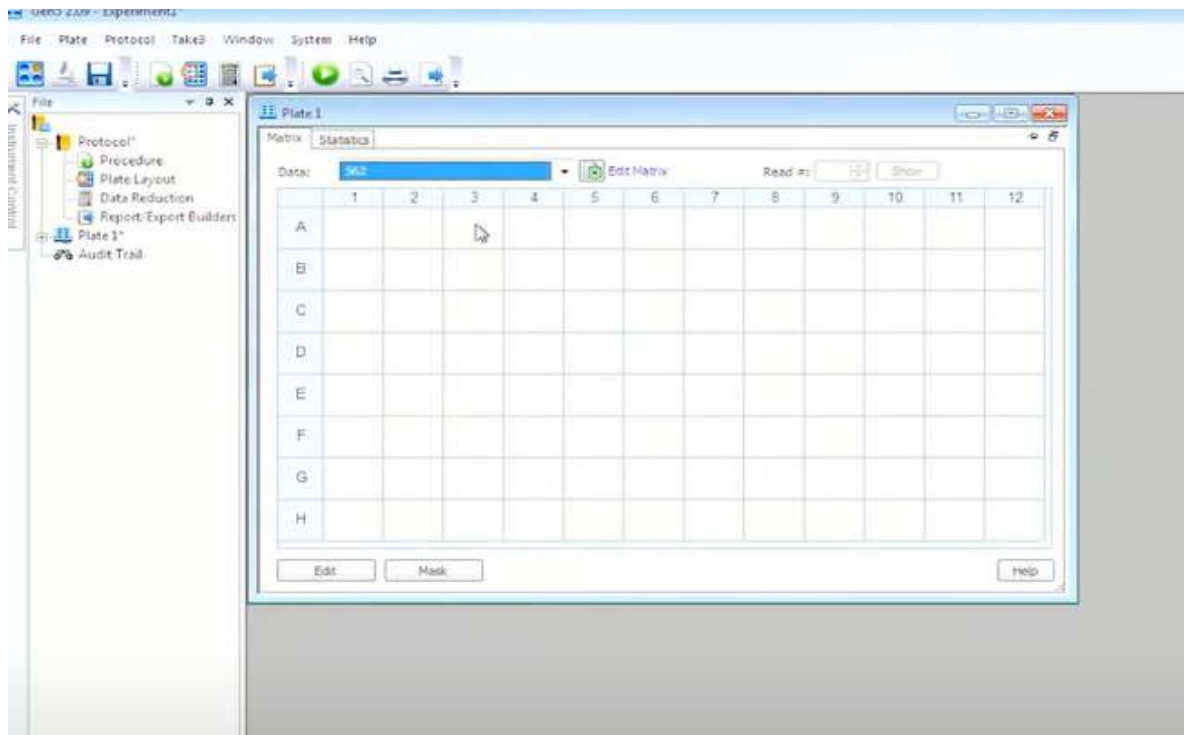 Gen5 2.09 - Experiment1*
File Plate Protocol Take3 Window System Help
File
Instrument Control
Protocol*
Procedure
Plate Layout
Data Reduction
Report/Export Builders
Plate 1*
Audit Trail
Plate 1
Matrix Statistics
Data: 562 Edit Matrix Read #: Show
1 2 3 4 5 6 7 8 9 10 11 12
A
B
C
D
E
F
G
H
Edit Mask Help